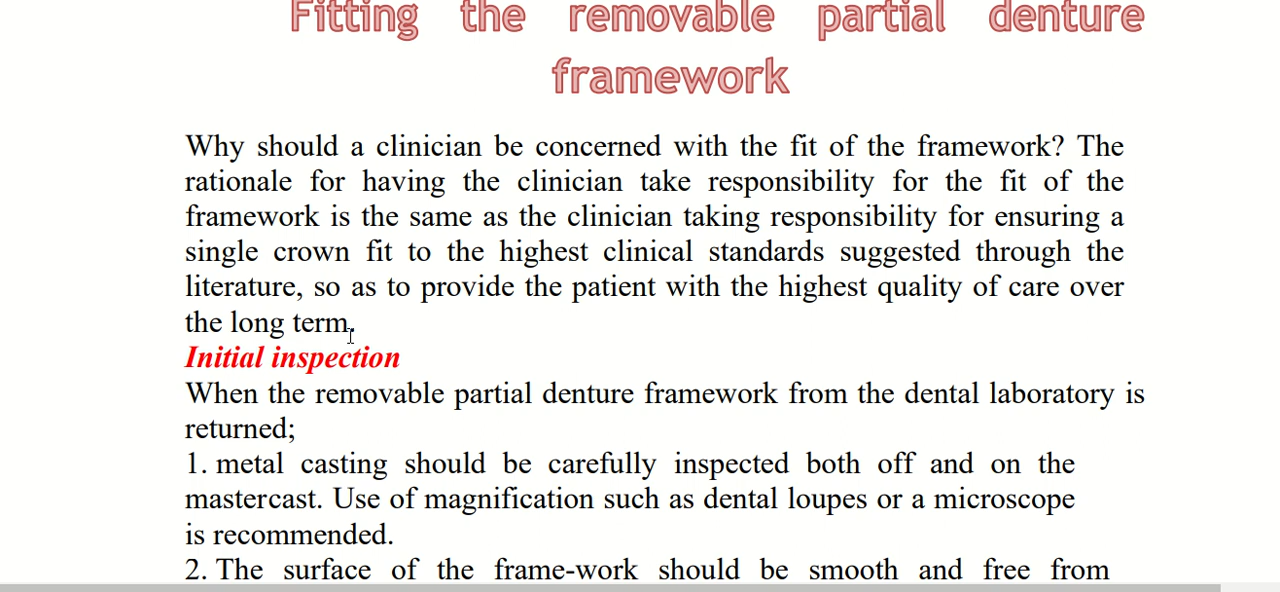 Fitting the removable partial denture
framework
Why should a clinician be concerned with the fit of the framework? The
rationale for having the clinician take responsibility for the fit of the
framework is the same as the clinician taking responsibility for ensuring a
single crown fit to the highest clinical standards suggested through the
literature, so as to provide the patient with the highest quality of care over
the long term.
Initial inspection
When the removable partial denture framework from the dental laboratory is
returned;
1. metal casting should be carefully inspected both off and on the
mastercast. Use of magnification such as dental loupes or a microscope
is recommended.
2. The surface of the frame-work should be smooth and free from